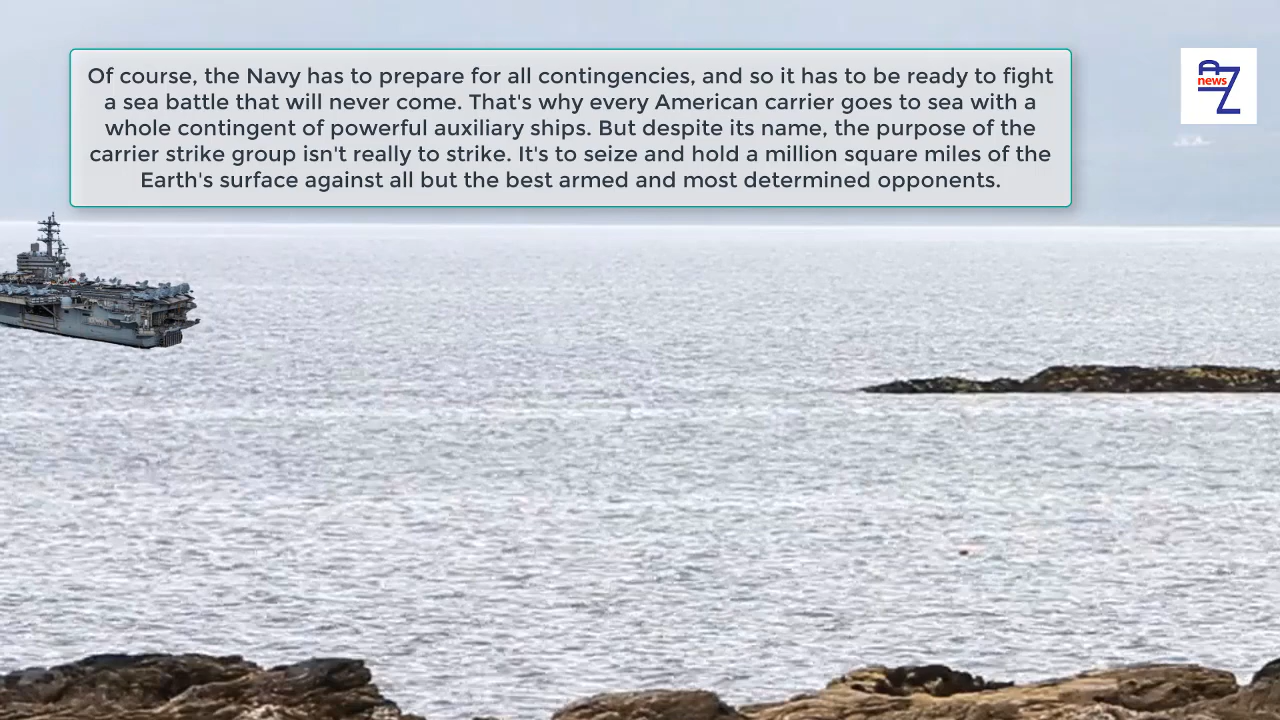 Of course, the Navy has to prepare for all contingencies, and so it has to be ready to fight
a sea battle that will never come. That's why every American carrier goes to sea with a
whole contingent of powerful auxiliary ships. But despite its name, the purpose of the
carrier strike group isn't really to strike. It's to seize and hold a million square miles of the
Earth's surface against all but the best armed and most determined opponents.
A
news
Z